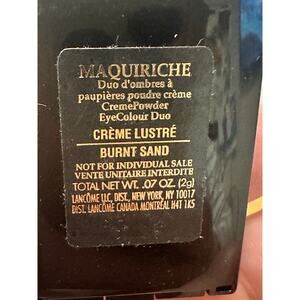 MAQUIRICHE
Duo d'ombres à
paupières poudre crème
CremePowder
EyeColour Duo
CRÈME LUSTRÉ
BURNT SAND
NOT FOR INDIVIDUAL SALE
VENTE UNITAIRE INTERDITE
TOTAL NET WT. .07 OZ. (2g)
LANCÔME LLC, DIST., NEW YORK, NY 10017
DIST. LANCÔME CANADA MONTRÉAL H4T 1K5